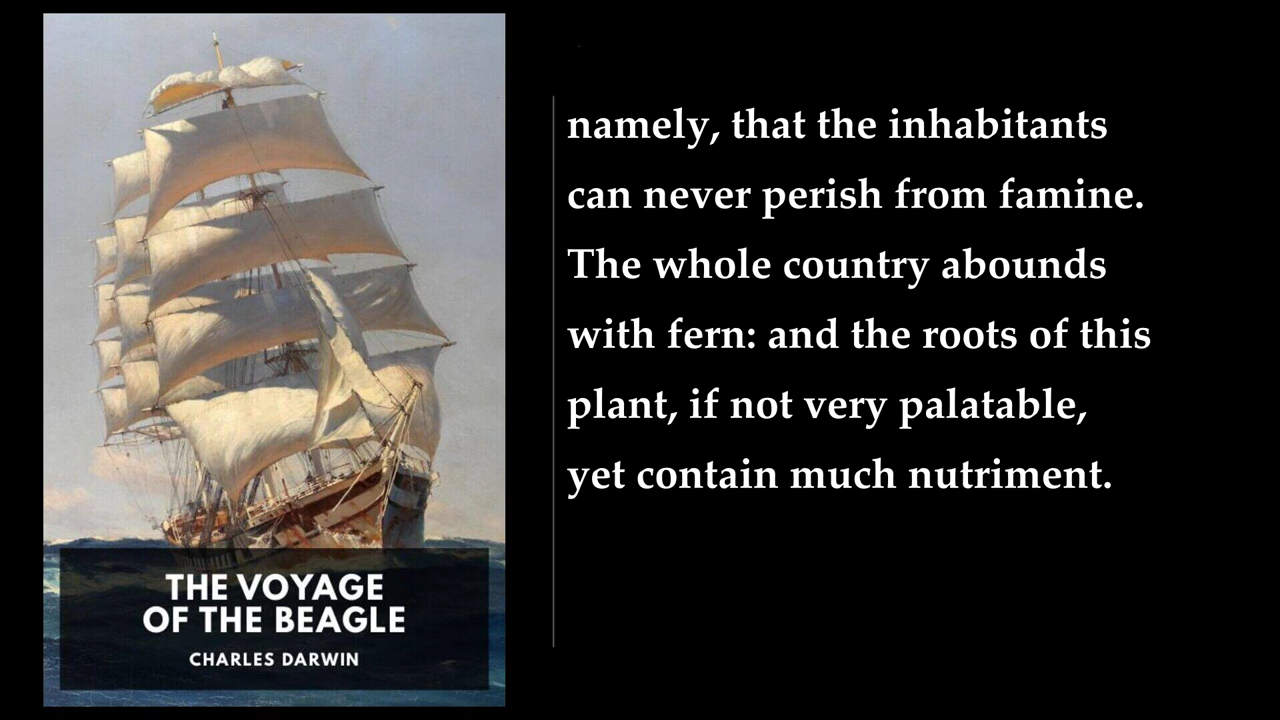 namely, that the inhabitants
can never perish from famine.
The whole country abounds
with fern: and the roots of this
plant, if not very palatable,
yet contain much nutriment.
THE VOYAGE
OF THE BEAGLE
CHARLES DARWIN